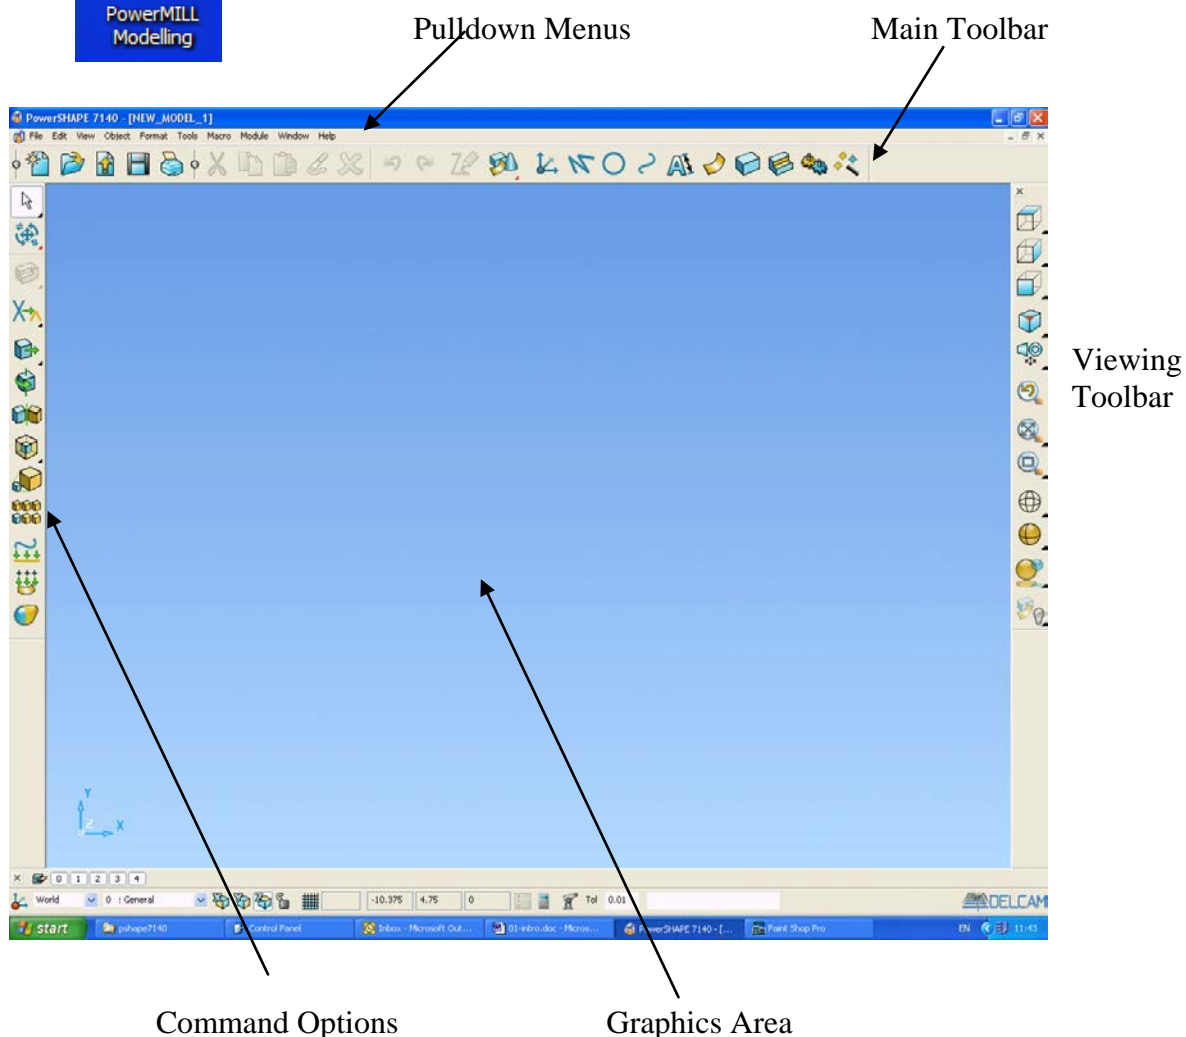 PowerMILL
Modelling
Pulldown Menus
Main Toolbar
PowerSHAPE 7140 - [NEW_MODEL_1]
File Edit View Object Format Tools Macro Module Window Help
Viewing
Toolbar
Y
Z
X
0 1 2 3 4
World 0 : General -10.375 4.75 0 Tol 0.01 DELCAM
start pshape7140 Control Panel Inbox - Microsoft Out... 01-intro.doc - Micros... PowerSHAPE 7140 - [... Paint Shop Pro EN 11:43
Command Options
Graphics Area